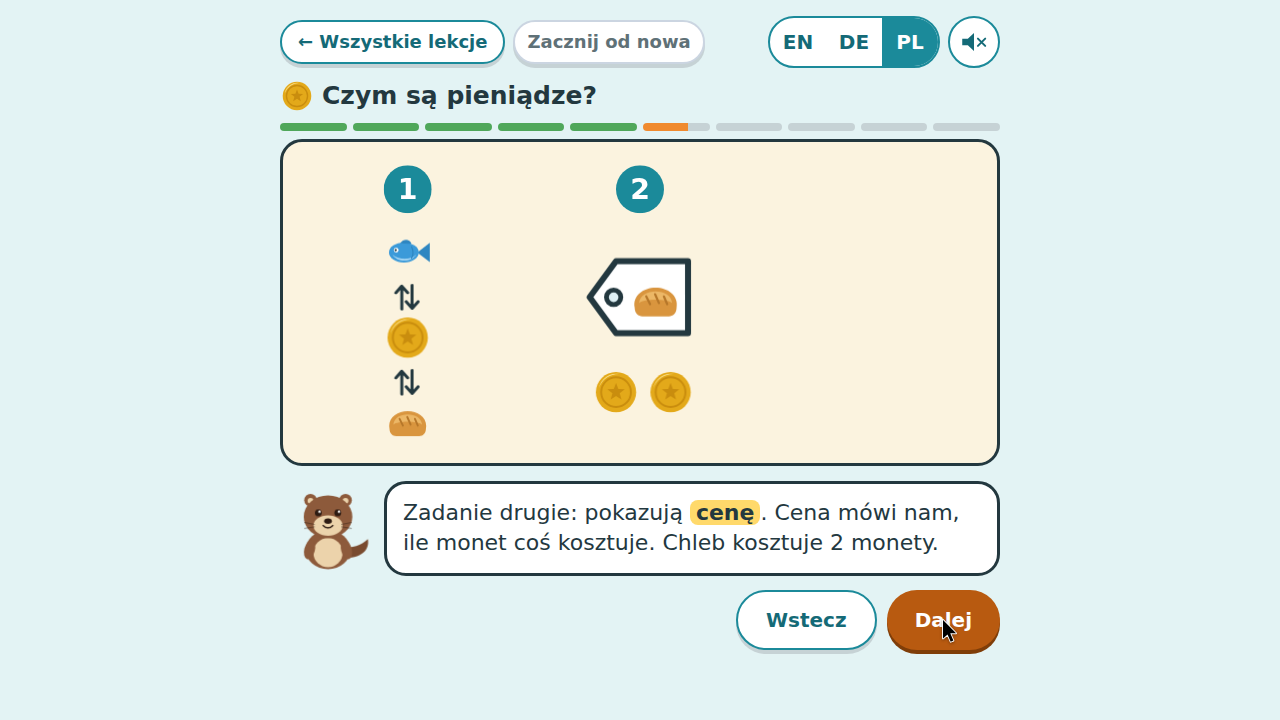 ← Wszystkie lekcje
Zacznij od nowa
EN DE PL
Czym są pieniądze?
1
2
Zadanie drugie: pokazują cenę. Cena mówi nam,
ile monet coś kosztuje. Chleb kosztuje 2 monety.
Wstecz
Dalej